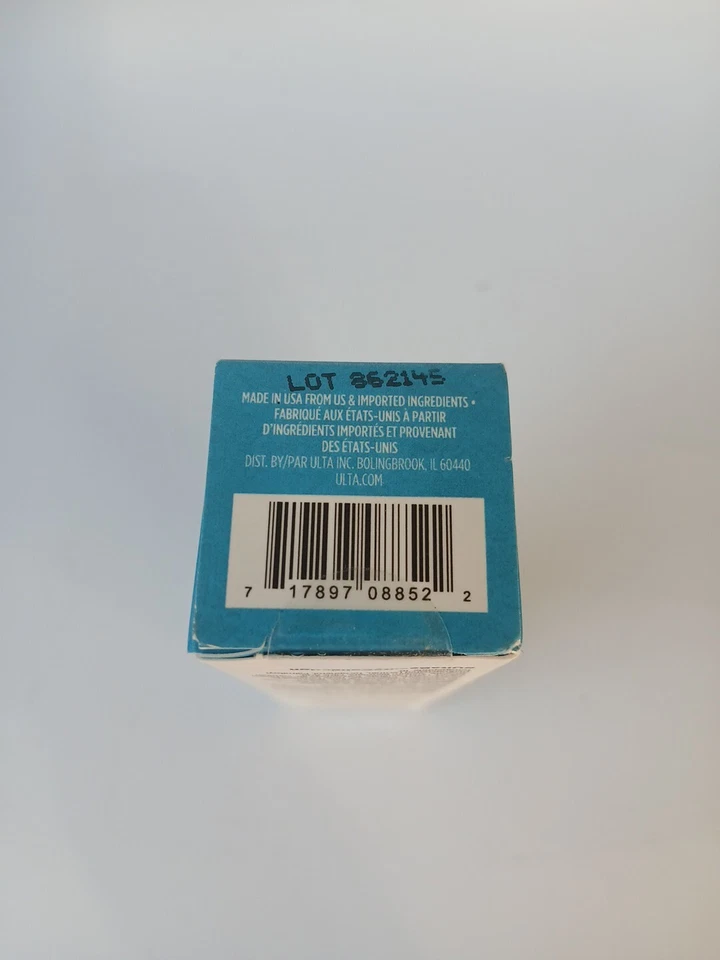 LOT 862145
MADE IN USA FROM US & IMPORTED INGREDIENTS •
FABRIQUÉ AUX ÉTATS-UNIS À PARTIR
D'INGRÉDIENTS IMPORTÉS ET PROVENANT
DES ÉTATS-UNIS
DIST. BY/PAR ULTA INC. BOLINGBROOK, IL 60440
ULTA.COM
7 17897 08852 2